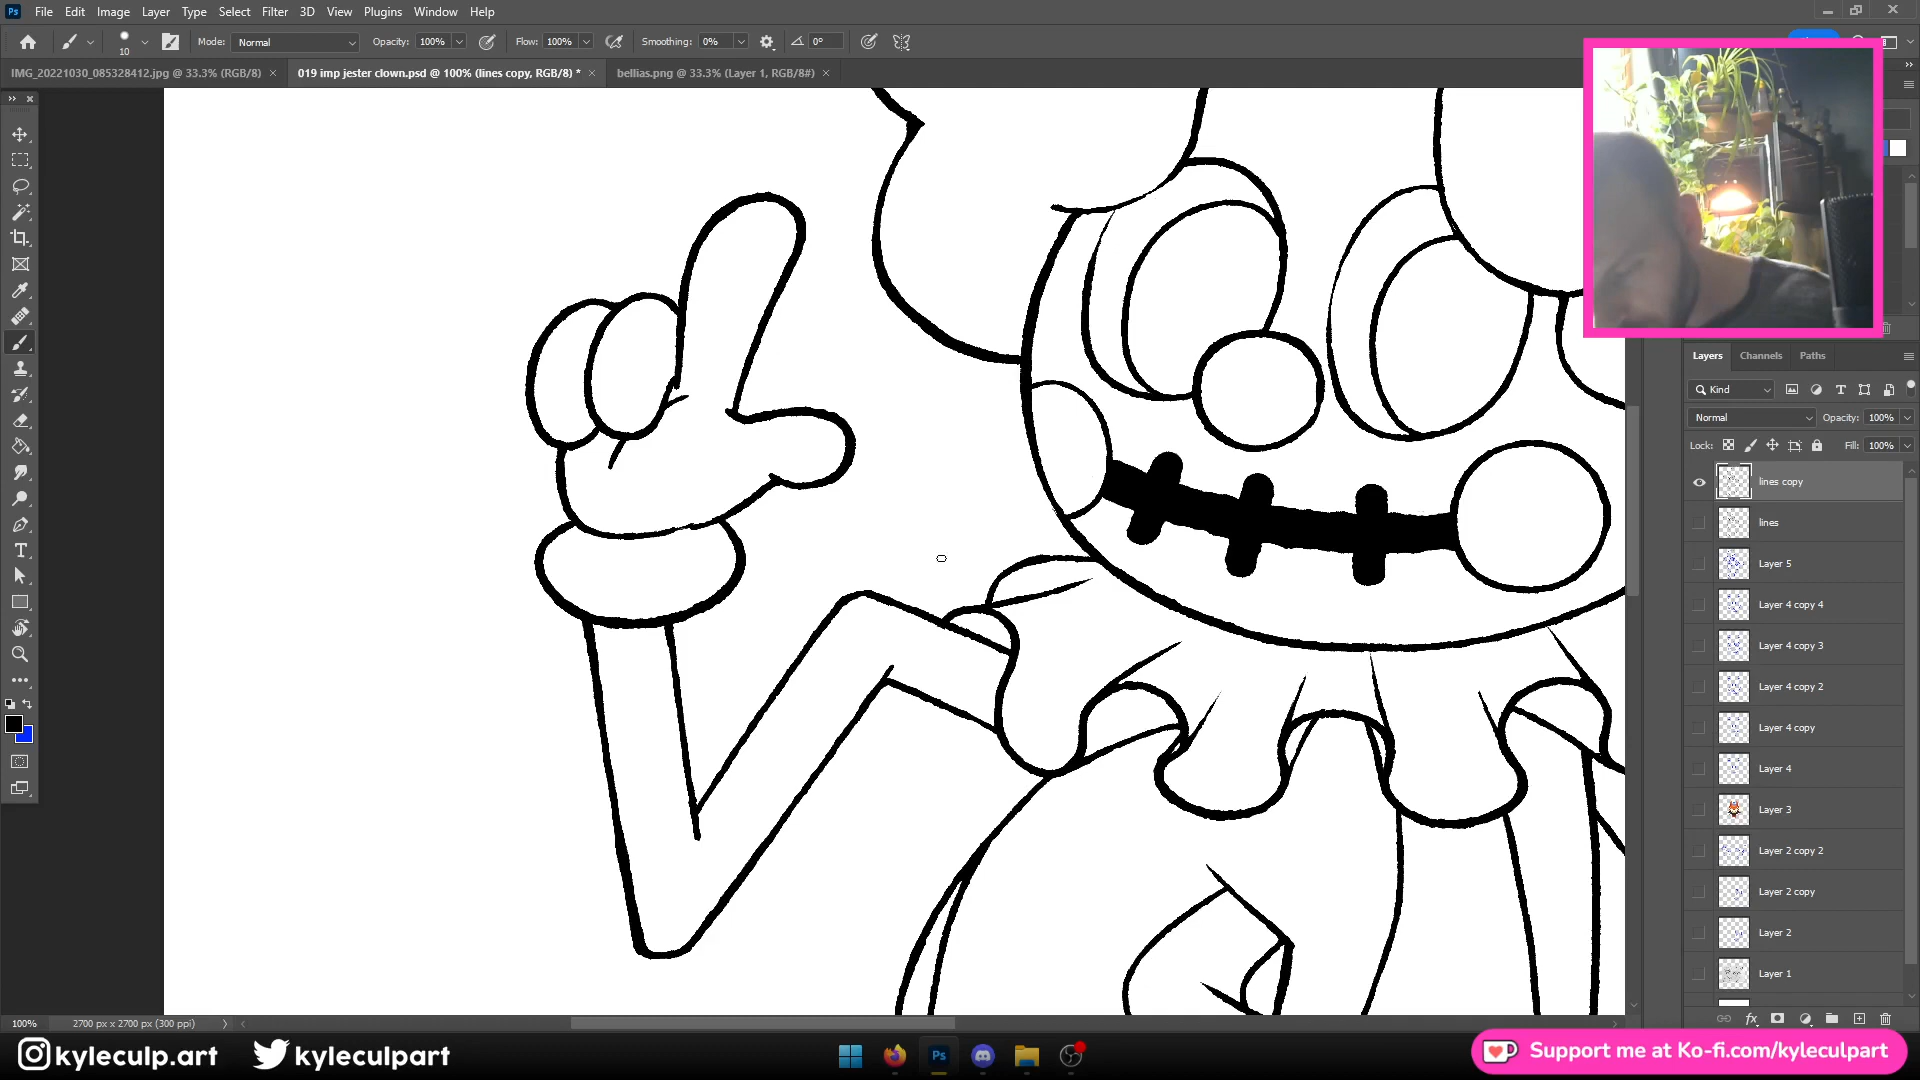 Ps File Edit Image Layer Type Select Filter 3D View Plugins Window Help
10 Mode: Normal Opacity: 100% Flow: 100% Smoothing: 0% 0°
IMG_20221030_085328412.jpg @ 33.3% (RGB/8) × 019 imp jester clown.psd @ 100% (lines copy, RGB/8) * × bellias.png @ 33.3% (Layer 1, RGB/8#) ×
Layers Channels Paths
Kind
Normal Opacity: 100%
Lock: Fill: 100%
lines copy
lines
Layer 5
Layer 4 copy 4
Layer 4 copy 3
Layer 4 copy 2
Layer 4 copy
Layer 4
Layer 3
Layer 2 copy 2
Layer 2 copy
Layer 2
Layer 1
100% 2700 px x 2700 px (300 ppi)
fx
kyleculp.art kyleculpart
Ps
Support me at Ko-fi.com/kyleculpart